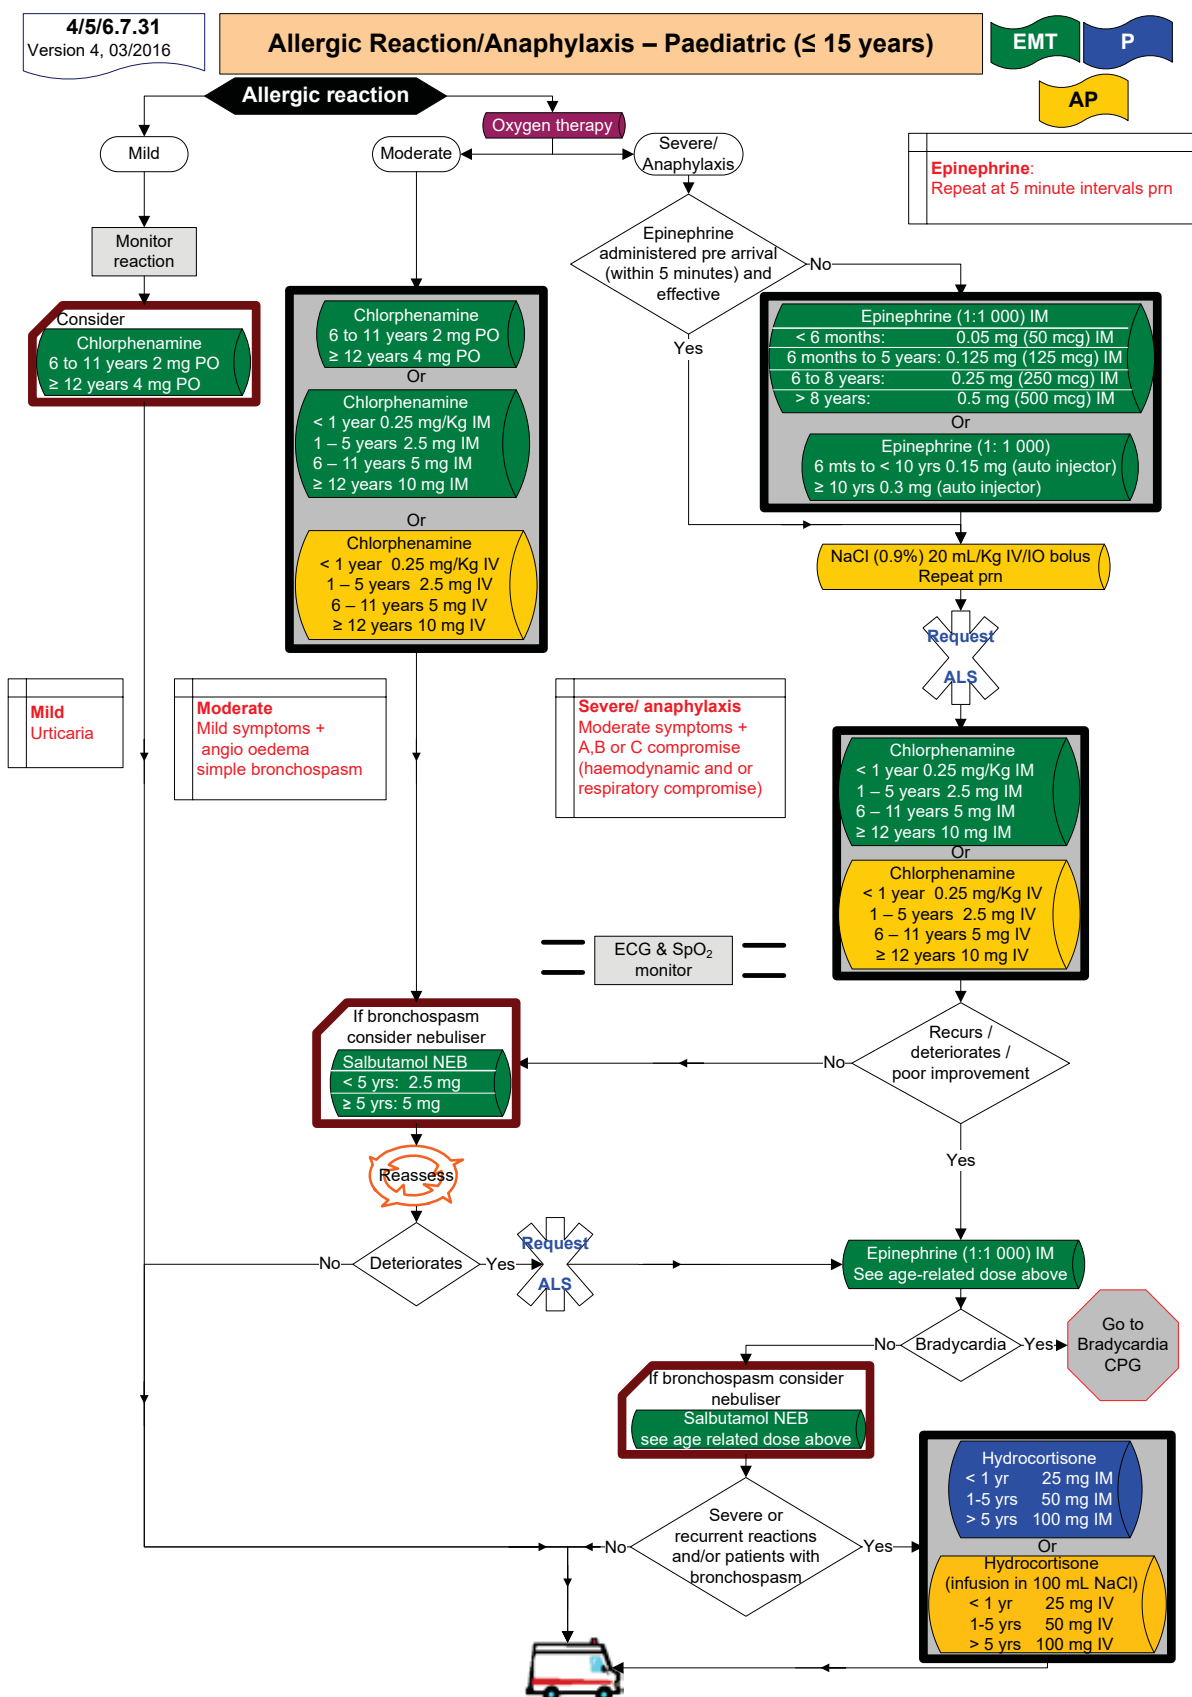 4/5/6.7.31
Version 4, 03/2016
Allergic Reaction/Anaphylaxis – Paediatric (≤ 15 years)
EMT
P
AP
Allergic reaction
Oxygen therapy
Mild
Moderate
Severe/
Anaphylaxis
Epinephrine:
Repeat at 5 minute intervals prn
Monitor
reaction
Epinephrine
administered pre arrival
(within 5 minutes) and
effective
No
Yes
Consider
Chlorphenamine
6 to 11 years 2 mg PO
≥ 12 years 4 mg PO
Chlorphenamine
6 to 11 years 2 mg PO
≥ 12 years 4 mg PO
Or
Chlorphenamine
< 1 year 0.25 mg/Kg IM
1 – 5 years 2.5 mg IM
6 – 11 years 5 mg IM
≥ 12 years 10 mg IM
Or
Chlorphenamine
< 1 year 0.25 mg/Kg IV
1 – 5 years 2.5 mg IV
6 – 11 years 5 mg IV
≥ 12 years 10 mg IV
Epinephrine (1:1 000) IM
< 6 months: 0.05 mg (50 mcg) IM
6 months to 5 years: 0.125 mg (125 mcg) IM
6 to 8 years: 0.25 mg (250 mcg) IM
> 8 years: 0.5 mg (500 mcg) IM
Or
Epinephrine (1: 1 000)
6 mts to < 10 yrs 0.15 mg (auto injector)
≥ 10 yrs 0.3 mg (auto injector)
NaCl (0.9%) 20 mL/Kg IV/IO bolus
Repeat prn
Request
ALS
Mild
Urticaria
Moderate
Mild symptoms +
angio oedema
simple bronchospasm
Severe/ anaphylaxis
Moderate symptoms +
A,B or C compromise
(haemodynamic and or
respiratory compromise)
Chlorphenamine
< 1 year 0.25 mg/Kg IM
1 – 5 years 2.5 mg IM
6 – 11 years 5 mg IM
≥ 12 years 10 mg IM
Or
Chlorphenamine
< 1 year 0.25 mg/Kg IV
1 – 5 years 2.5 mg IV
6 – 11 years 5 mg IV
≥ 12 years 10 mg IV
ECG & SpO₂
monitor
If bronchospasm
consider nebuliser
Salbutamol NEB
< 5 yrs: 2.5 mg
≥ 5 yrs: 5 mg
No
Recurs /
deteriorates /
poor improvement
Yes
Reassess
No
Deteriorates
Yes
Request
ALS
Epinephrine (1:1 000) IM
See age-related dose above
No
Bradycardia
Yes
Go to
Bradycardia
CPG
If bronchospasm consider
nebuliser
Salbutamol NEB
see age related dose above
No
Severe or
recurrent reactions
and/or patients with
bronchospasm
Yes
Hydrocortisone
< 1 yr 25 mg IM
1-5 yrs 50 mg IM
> 5 yrs 100 mg IM
Or
Hydrocortisone
(infusion in 100 mL NaCl)
< 1 yr 25 mg IV
1-5 yrs 50 mg IV
> 5 yrs 100 mg IV